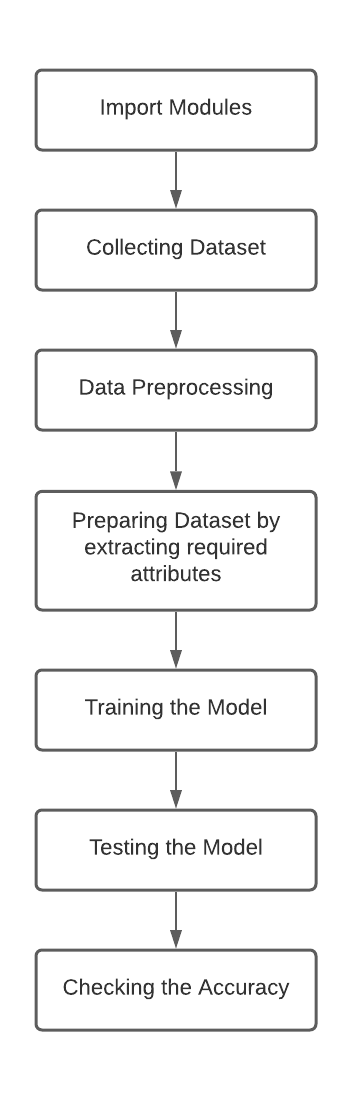 Import Modules
Collecting Dataset
Data Preprocessing
Preparing Dataset by
extracting required
attributes
Training the Model
Testing the Model
Checking the Accuracy